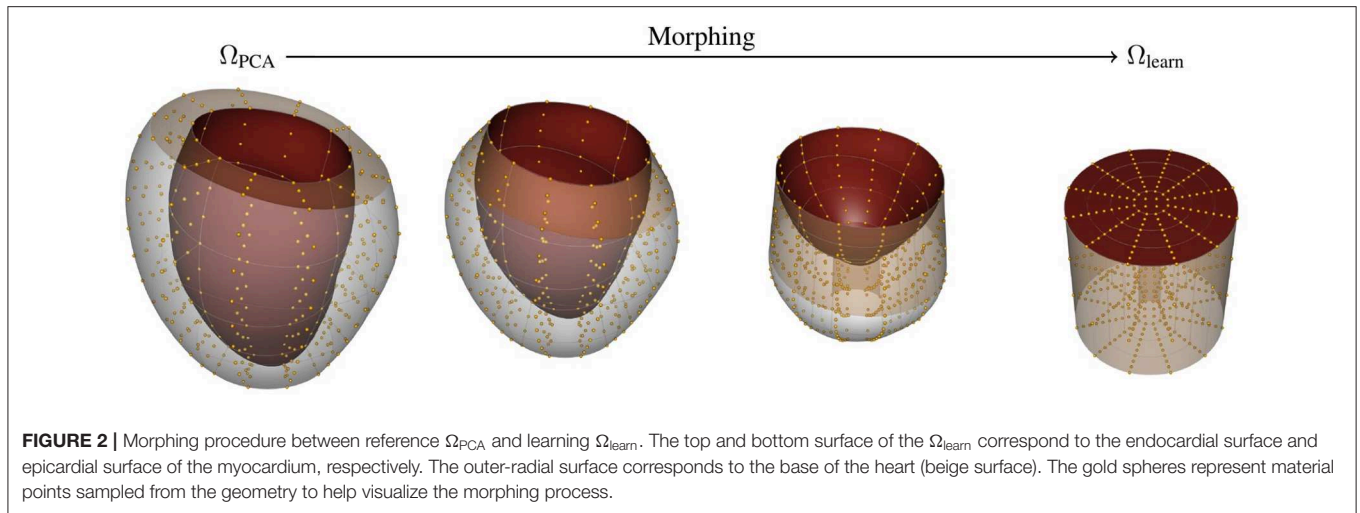 Morphing
Ω_PCA
Ω_learn
FIGURE 2 | Morphing procedure between reference Ω_PCA and learning Ω_learn. The top and bottom surface of the Ω_learn correspond to the endocardial surface and
epicardial surface of the myocardium, respectively. The outer-radial surface corresponds to the base of the heart (beige surface). The gold spheres represent material
points sampled from the geometry to help visualize the morphing process.